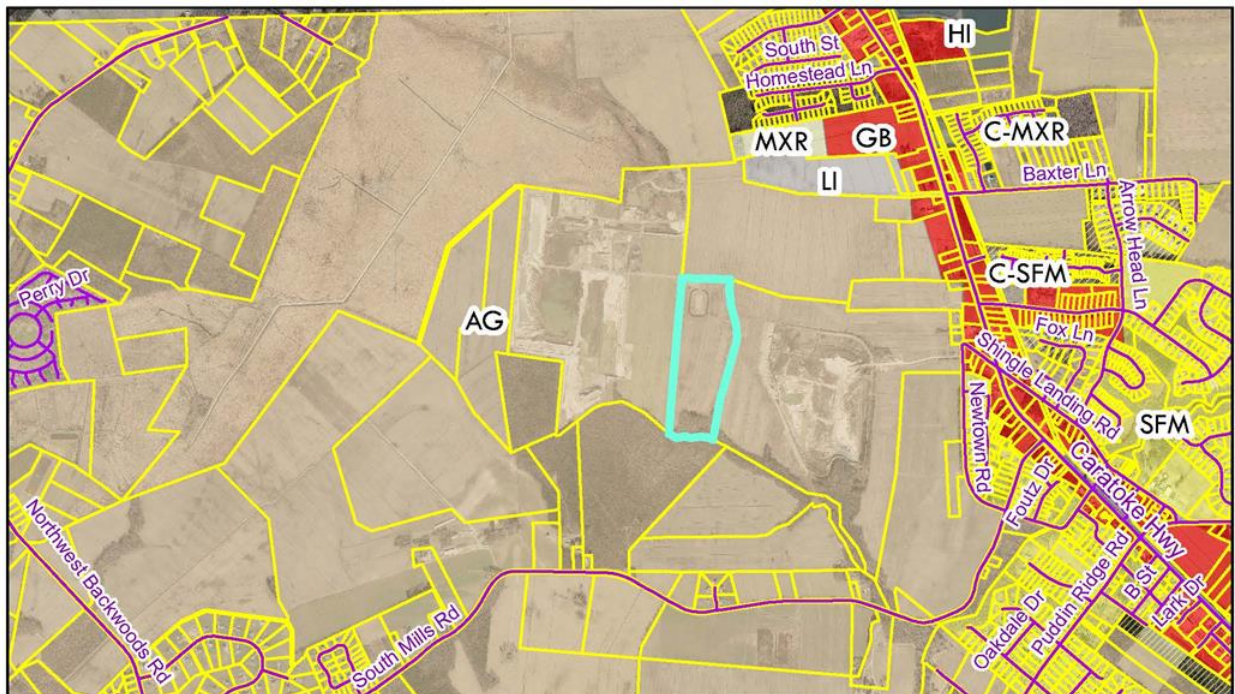 HI
South St
Homestead Ln
MXR
GB
C-MXR
LI
Baxter Ln
Arrow Head Ln
Perry Dr
C-SFM
AG
Fox Ln
Shingle Landing Rd
Newtown Rd
SFM
Caratoke Hwy
Foutz Dr
Northwest Backwoods Rd
South Mills Rd
Oakdale Dr
Puddin Ridge Rd
B St
Lark Dr